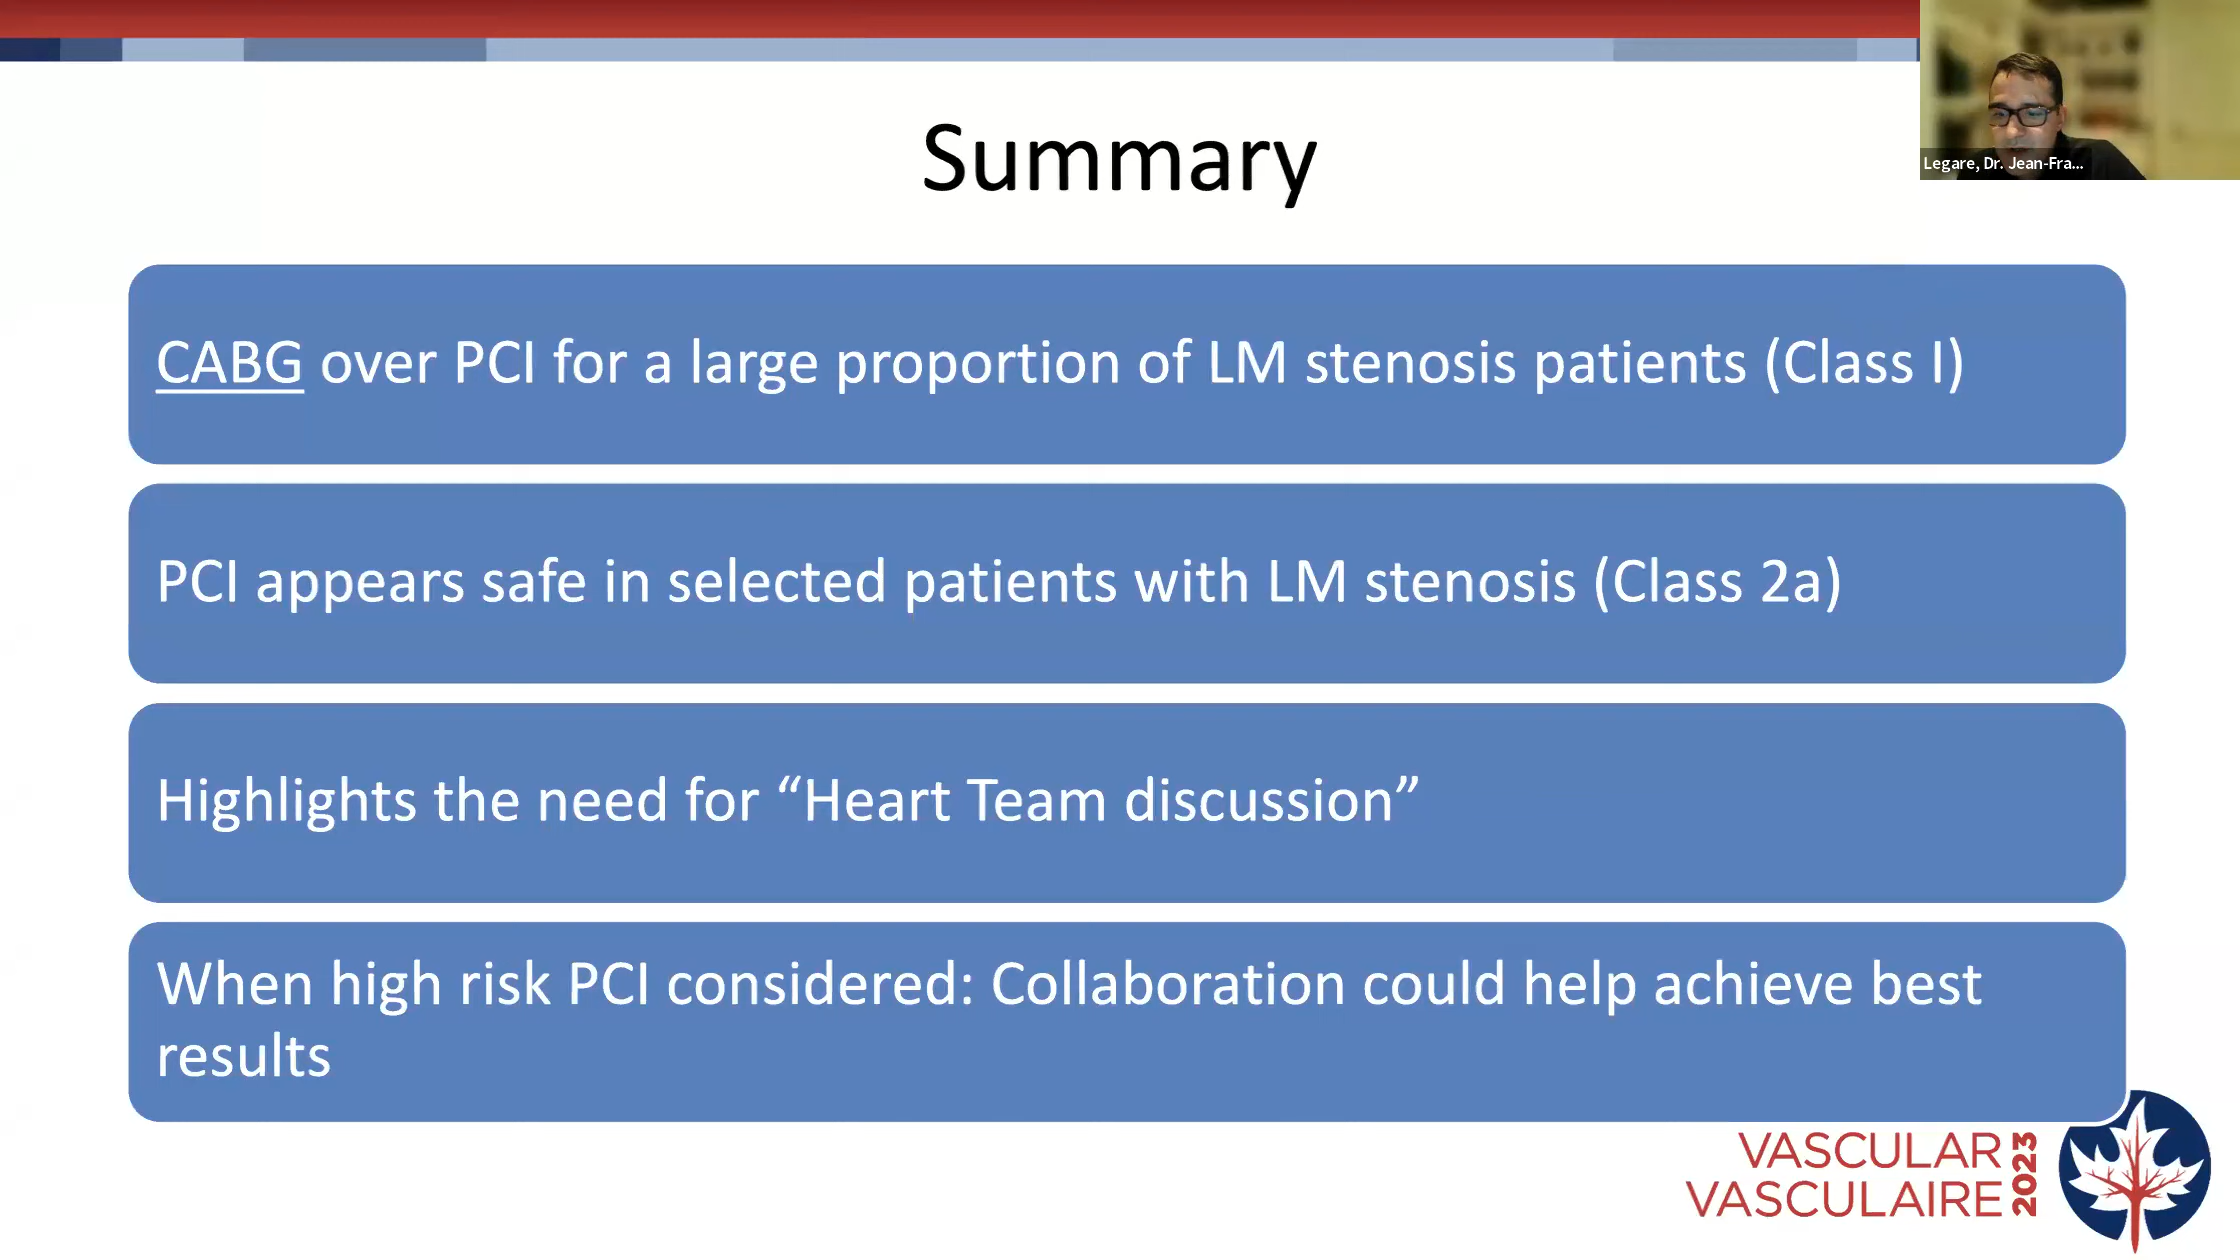 Summary
Legare, Dr. Jean-Fra...
CABG over PCI for a large proportion of LM stenosis patients (Class I)
PCI appears safe in selected patients with LM stenosis (Class 2a)
Highlights the need for “Heart Team discussion”
When high risk PCI considered: Collaboration could help achieve best
results
VASCULAR
VASCULAIRE
2023